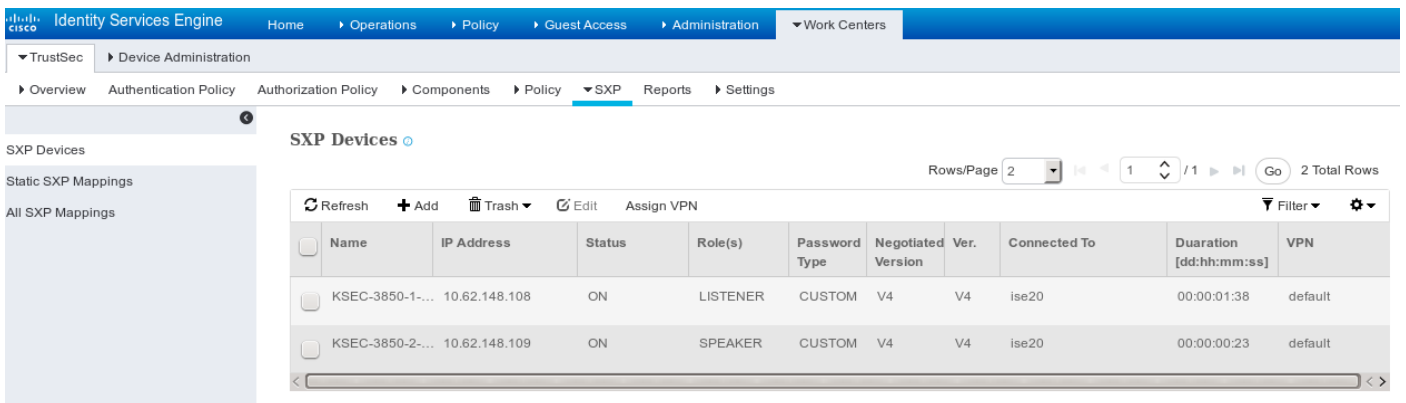 cisco Identity Services Engine Home Operations Policy Guest Access Administration Work Centers
TrustSec Device Administration
Overview Authentication Policy Authorization Policy Components Policy SXP Reports Settings
SXP Devices
Static SXP Mappings
All SXP Mappings
SXP Devices
Rows/Page 2 1 / 1 Go 2 Total Rows
Refresh Add Trash Edit Assign VPN Filter
Name IP Address Status Role(s) Password Negotiated Ver. Connected To Duaration VPN
Type Version [dd:hh:mm:ss]
KSEC-3850-1-... 10.62.148.108 ON LISTENER CUSTOM V4 V4 ise20 00:00:01:38 default
KSEC-3850-2-... 10.62.148.109 ON SPEAKER CUSTOM V4 V4 ise20 00:00:00:23 default